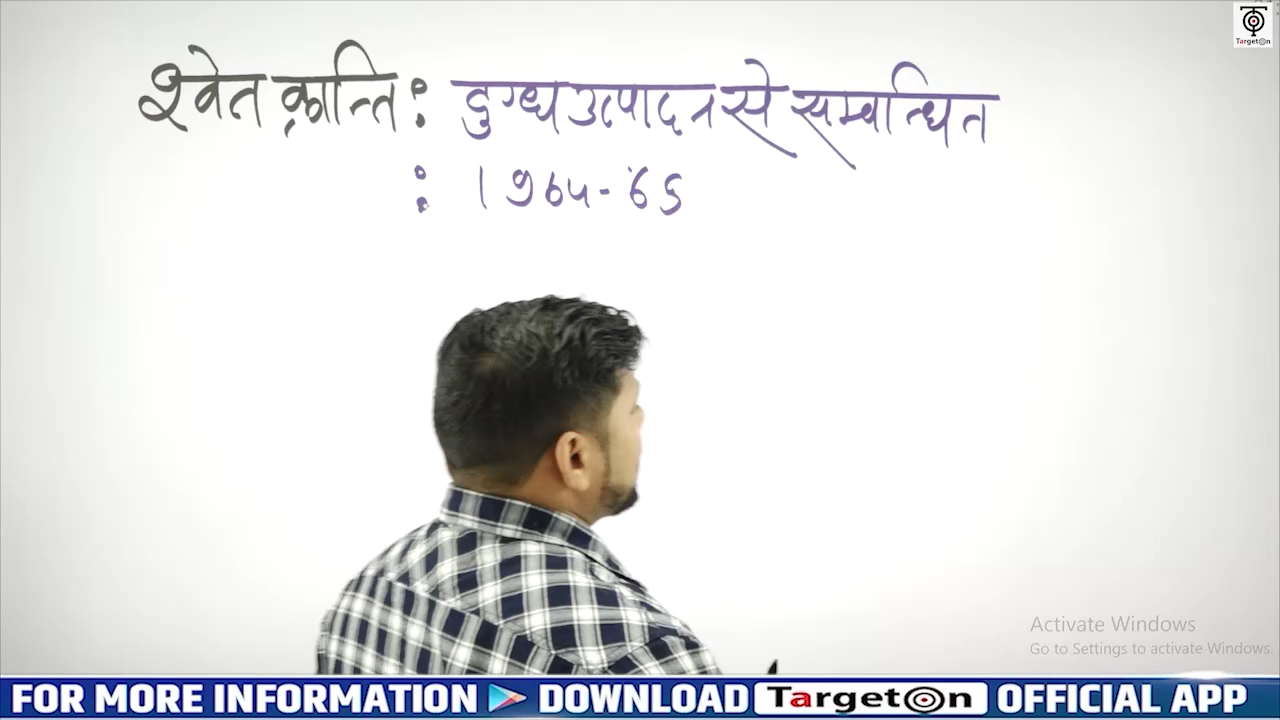 TargetOn
श्वेत क्रान्ति : दुग्ध उत्पादन से सम्बन्धित
: 1964-65
Activate Windows
Go to Settings to activate Windows.
FOR MORE INFORMATION DOWNLOAD TargetOn OFFICIAL APP